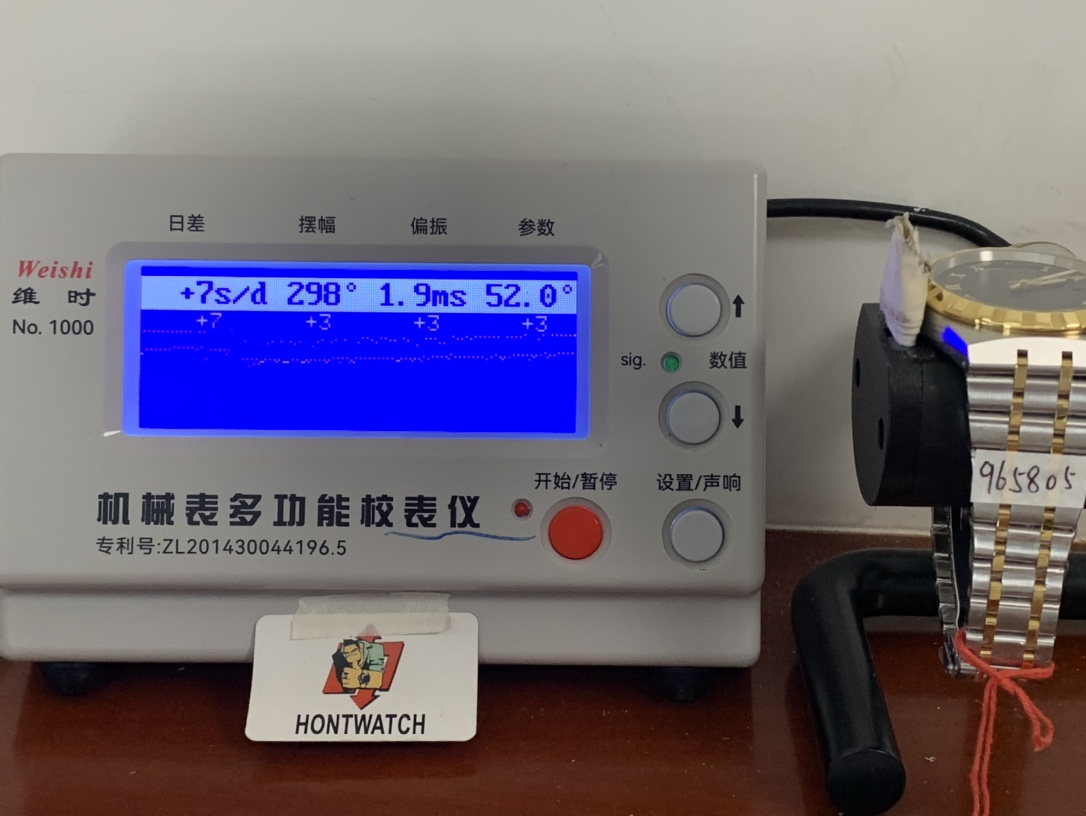 日差 摆幅 偏振 参数
Weishi
维 时
No. 1000
+7s/d 298° 1.9ms 52.0°
+7 +3 +3 +3
sig. 数值
开始/暂停 设置/声响
机械表多功能校表仪
专利号:ZL201430044196.5
965805
HONTWATCH